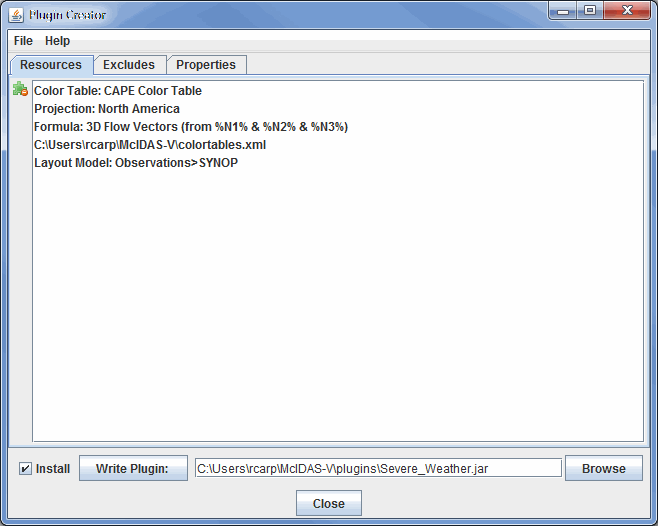 Plugin Creator
File Help
Resources Excludes Properties
Color Table: CAPE Color Table
Projection: North America
Formula: 3D Flow Vectors (from %N1% & %N2% & %N3%)
C:\Users\rcarp\McIDAS-V\colortables.xml
Layout Model: Observations>SYNOP
Install Write Plugin: C:\Users\rcarp\McIDAS-V\plugins\Severe_Weather.jar Browse
Close